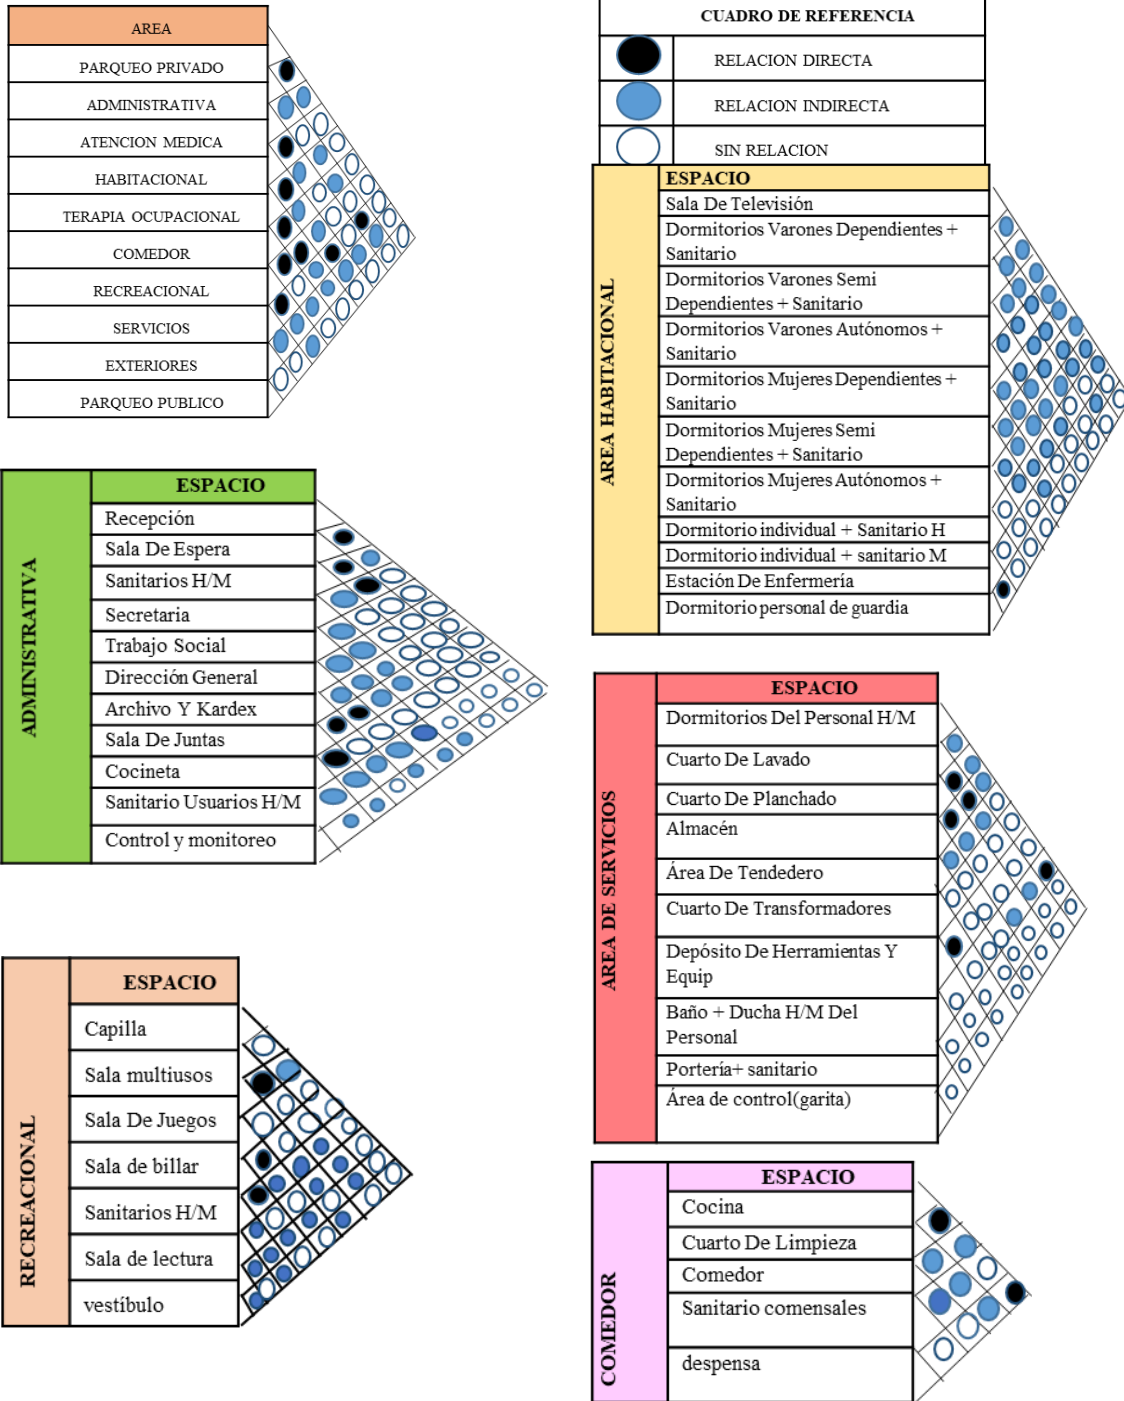 AREA
PARQUEO PRIVADO
ADMINISTRATIVA
ATENCION MEDICA
HABITACIONAL
TERAPIA OCUPACIONAL
COMEDOR
RECREACIONAL
SERVICIOS
EXTERIORES
PARQUEO PUBLICO
CUADRO DE REFERENCIA
RELACION DIRECTA
RELACION INDIRECTA
SIN RELACION
AREA HABITACIONAL
ESPACIO
Sala De Televisión
Dormitorios Varones Dependientes +
Sanitario
Dormitorios Varones Semi
Dependientes + Sanitario
Dormitorios Varones Autónomos +
Sanitario
Dormitorios Mujeres Dependientes +
Sanitario
Dormitorios Mujeres Semi
Dependientes + Sanitario
Dormitorios Mujeres Autónomos +
Sanitario
Dormitorio individual + Sanitario H
Dormitorio individual + sanitario M
Estación De Enfermería
Dormitorio personal de guardia
ADMINISTRATIVA
ESPACIO
Recepción
Sala De Espera
Sanitarios H/M
Secretaria
Trabajo Social
Dirección General
Archivo Y Kardex
Sala De Juntas
Cocineta
Sanitario Usuarios H/M
Control y monitoreo
AREA DE SERVICIOS
ESPACIO
Dormitorios Del Personal H/M
Cuarto De Lavado
Cuarto De Planchado
Almacén
Área De Tendedero
Cuarto De Transformadores
Depósito De Herramientas Y
Equip
Baño + Ducha H/M Del
Personal
Portería+ sanitario
Área de control(garita)
RECREACIONAL
ESPACIO
Capilla
Sala multiusos
Sala De Juegos
Sala de billar
Sanitarios H/M
Sala de lectura
vestíbulo
COMEDOR
ESPACIO
Cocina
Cuarto De Limpieza
Comedor
Sanitario comensales
despensa